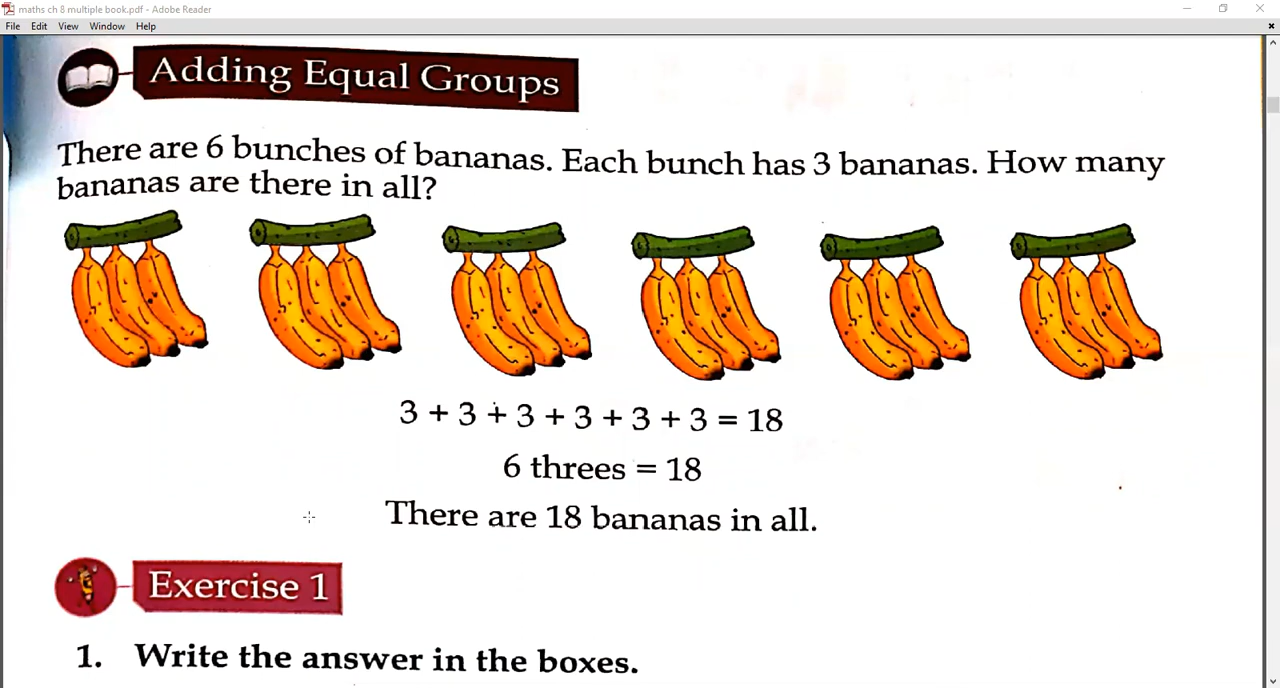 maths ch 8 multiple book.pdf - Adobe Reader
File Edit View Window Help
Adding Equal Groups
There are 6 bunches of bananas. Each bunch has 3 bananas. How many
bananas are there in all?
3 + 3 + 3 + 3 + 3 + 3 = 18
6 threes = 18
There are 18 bananas in all.
Exercise 1
1. Write the answer in the boxes.